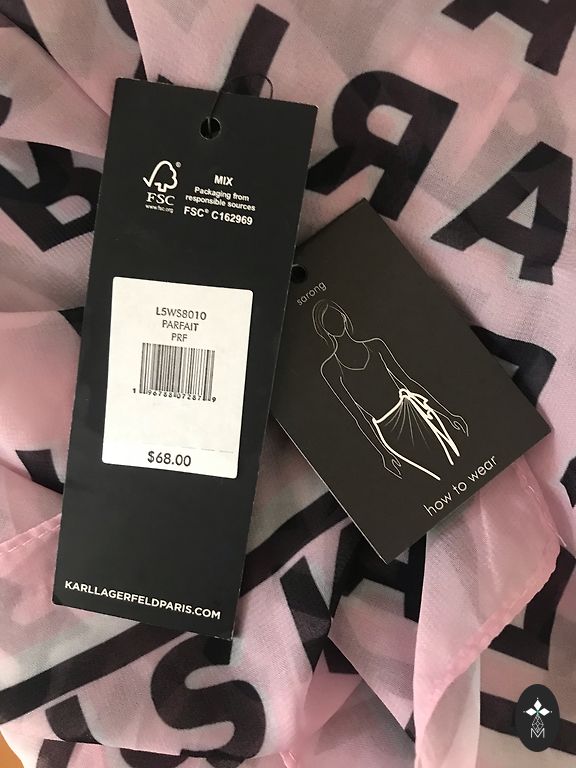 FSC®
www.fsc.org
MIX
Packaging from
responsible sources
FSC® C162969
L5WS8010
PARFAIT
PRF
$68.00
KARLLAGERFELDPARIS.COM
sarong
how to wear